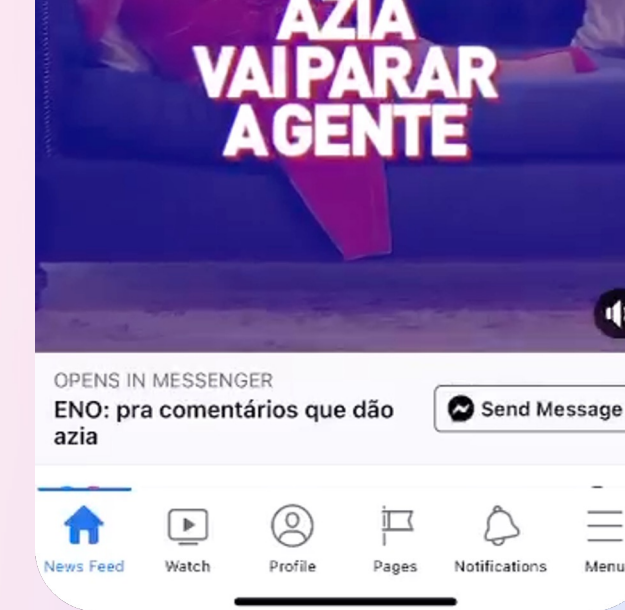 AZIA
VAI PARAR
A GENTE
OPENS IN MESSENGER
ENO: pra comentários que dão
azia
Send Message
News Feed
Watch
Profile
Pages
Notifications
Menu